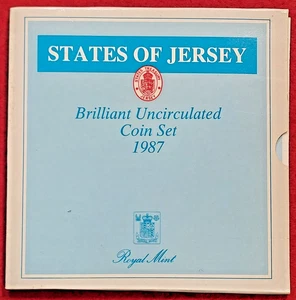 STATES OF JERSEY
Brilliant Uncirculated
Coin Set
1987
Royal Mint